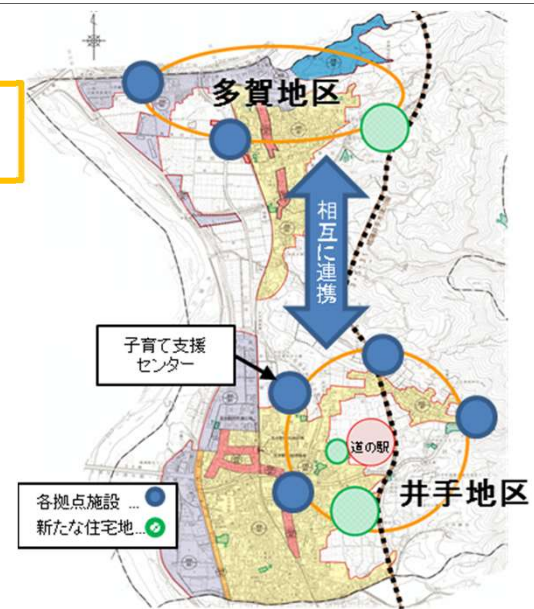 多賀地区
相互に連携
子育て支援
センター
道の駅
井手地区
各拠点施設 …
新たな住宅地…